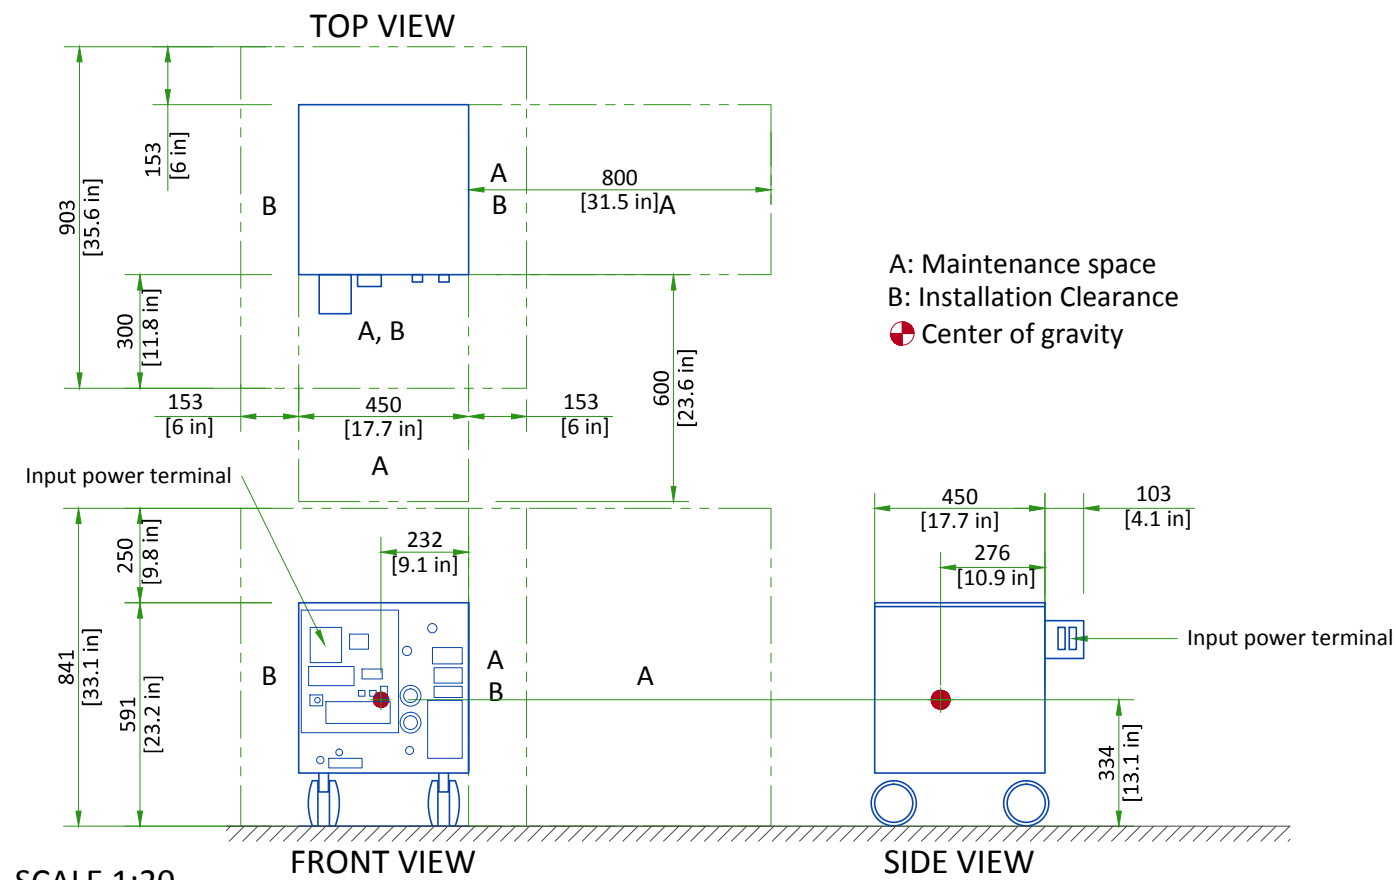 TOP VIEW
153
[6 in]
903
[35.6 in]
300
[11.8 in]
B
A
B
800
[31.5 in]
A
A, B
153
[6 in]
450
[17.7 in]
153
[6 in]
600
[23.6 in]
A
A: Maintenance space
B: Installation Clearance
Center of gravity
Input power terminal
841
[33.1 in]
250
[9.8 in]
591
[23.2 in]
232
[9.1 in]
B
A
B
A
450
[17.7 in]
103
[4.1 in]
276
[10.9 in]
Input power terminal
334
[13.1 in]
FRONT VIEW
SIDE VIEW
SCALE 1:20